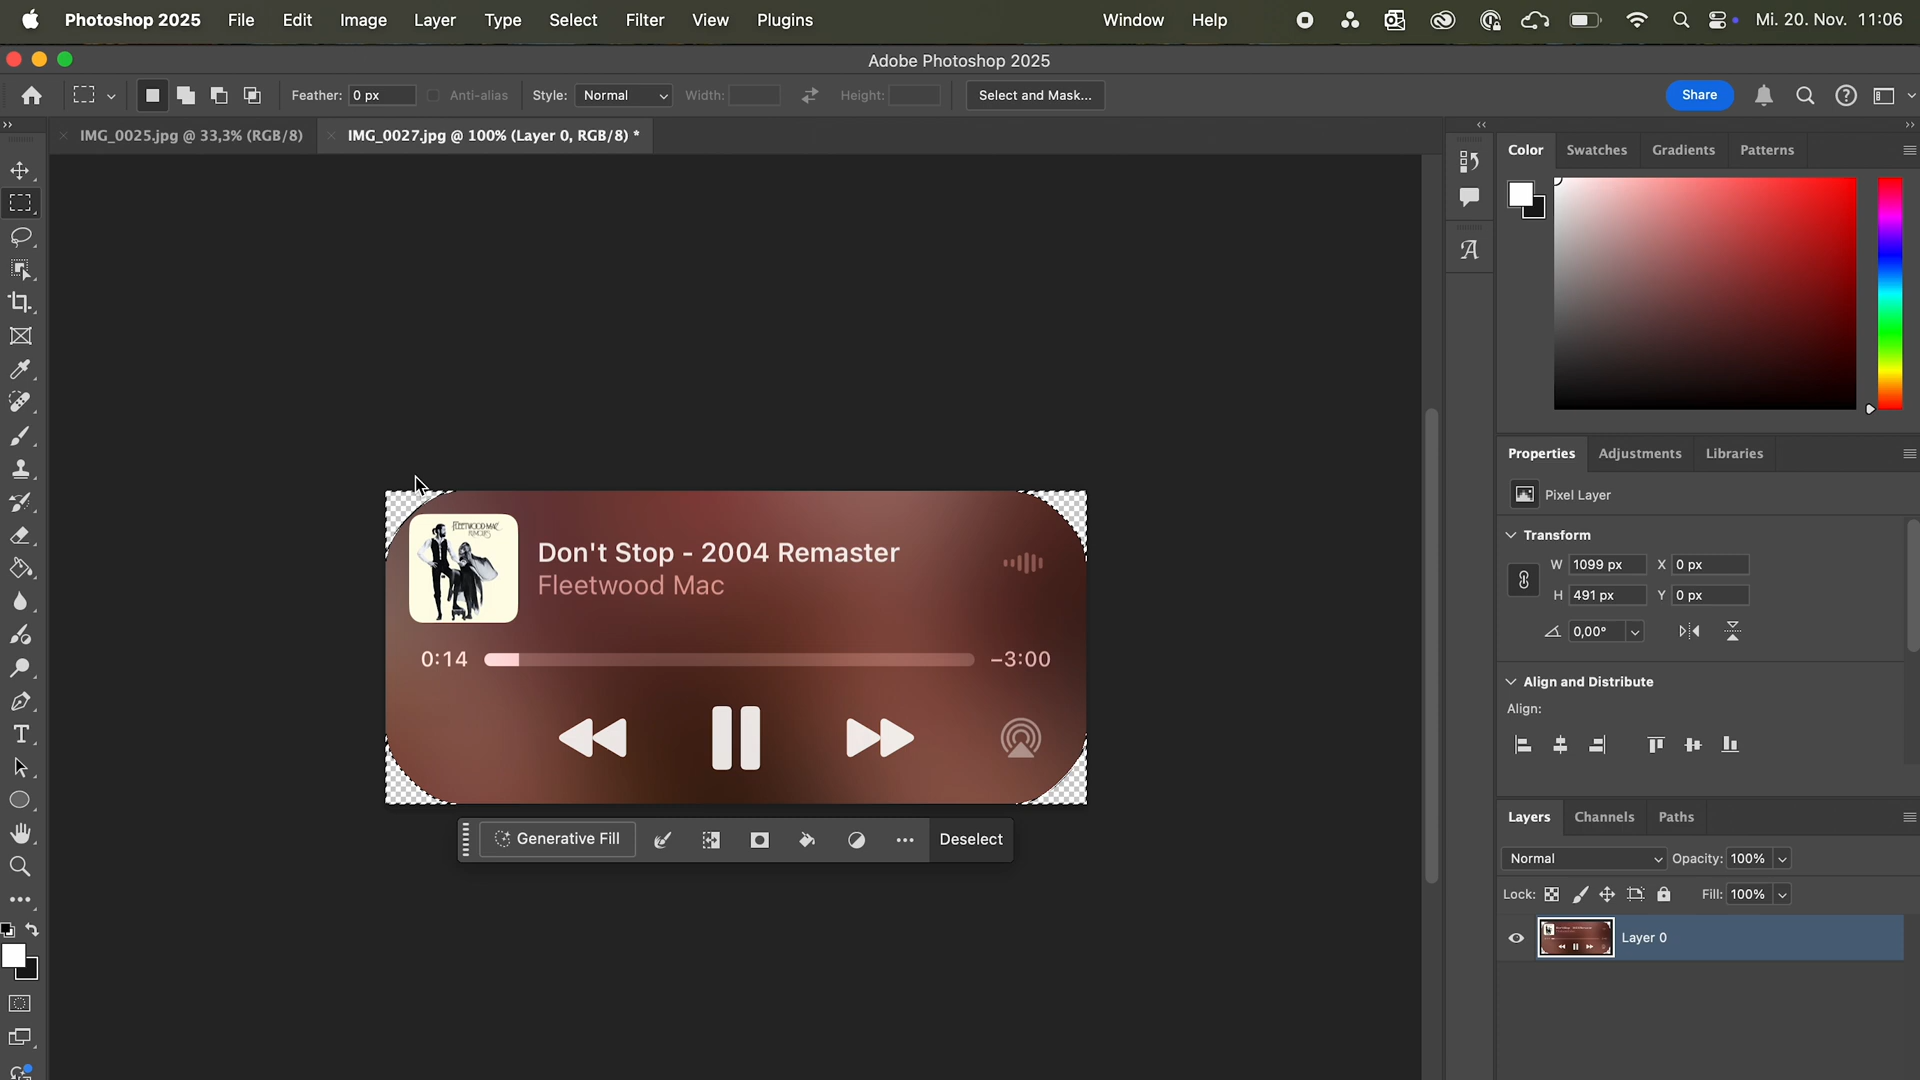 Photoshop 2025 File Edit Image Layer Type Select Filter View Plugins Window Help Mi. 20. Nov. 11:06
Adobe Photoshop 2025
Feather: 0 px Anti-alias Style: Normal Width: Height: Select and Mask... Share
IMG_0025.jpg @ 33,3% (RGB/8) IMG_0027.jpg @ 100% (Layer 0, RGB/8) *
Color Swatches Gradients Patterns
Don't Stop - 2004 Remaster
Fleetwood Mac
0:14 -3:00
Generative Fill Deselect
Properties Adjustments Libraries
Pixel Layer
Transform
W 1099 px X 0 px
H 491 px Y 0 px
0,00°
Align and Distribute
Align:
Layers Channels Paths
Normal Opacity: 100%
Lock: Fill: 100%
Layer 0